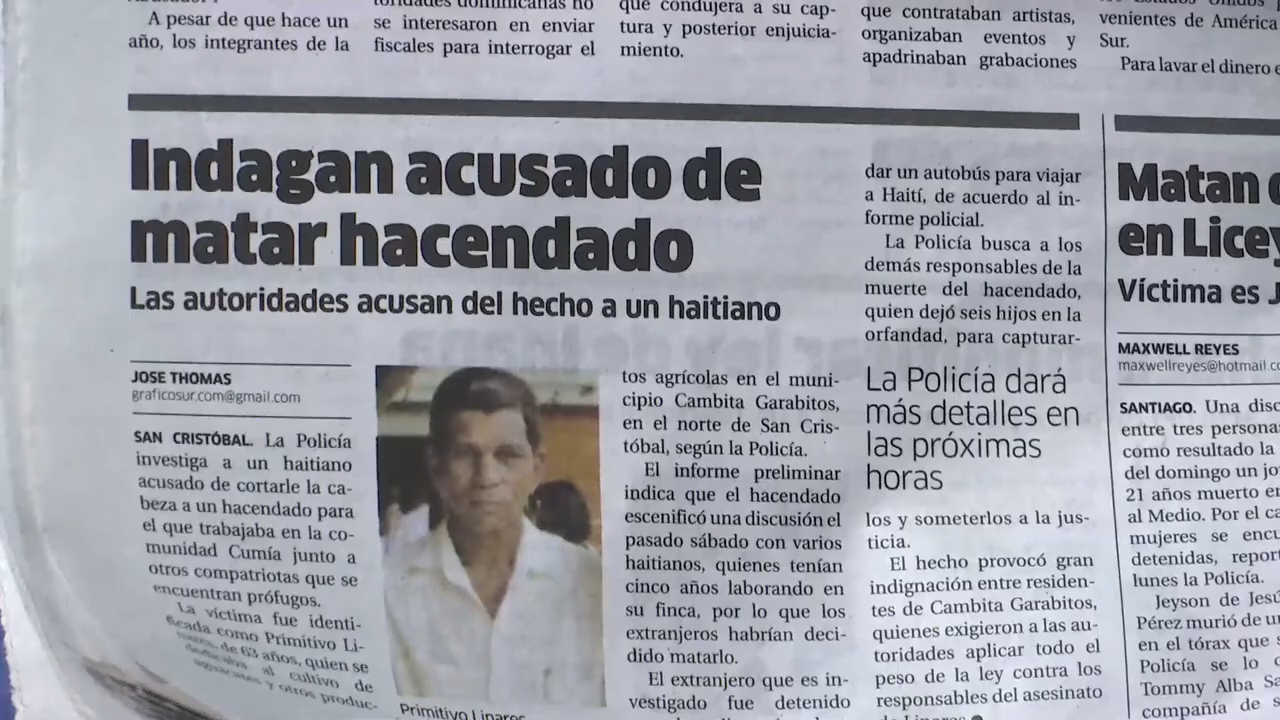 A pesar de que hace un
año, los integrantes de la
se interesaron en enviar
fiscales para interrogar el
que condujera a su cap-
tura y posterior enjuicia-
miento.
que contrataban artistas,
organizaban eventos y
apadrinaban grabaciones
venientes de América
Sur.
Para lavar el dinero
Indagan acusado de
matar hacendado
Las autoridades acusan del hecho a un haitiano
JOSE THOMAS
graficosur.com@gmail.com
SAN CRISTÓBAL. La Policía
investiga a un haitiano
acusado de cortarle la ca-
beza a un hacendado para
el que trabajaba en la co-
munidad Cumía junto a
otros compatriotas que se
encuentran prófugos.
La víctima fue identi-
ficada como Primitivo Li-
nares, de 63 años, quien se
dedicaba al cultivo de
aguacates y otros produc-
Primitivo Linares
tos agrícolas en el muni-
cipio Cambita Garabitos,
en el norte de San Cris-
tóbal, según la Policía.
El informe preliminar
indica que el hacendado
escenificó una discusión el
pasado sábado con varios
haitianos, quienes tenían
cinco años laborando en
su finca, por lo que los
extranjeros habrían deci-
dido matarlo.
El extranjero que es in-
vestigado fue detenido
dar un autobús para viajar
a Haití, de acuerdo al in-
forme policial.
La Policía busca a los
demás responsables de la
muerte del hacendado,
quien dejó seis hijos en la
orfandad, para capturar-
La Policía dará
más detalles en
las próximas
horas
los y someterlos a la jus-
ticia.
El hecho provocó gran
indignación entre residen-
tes de Cambita Garabitos,
quienes exigieron a las au-
toridades aplicar todo el
peso de la ley contra los
responsables del asesinato
Matan
en Licey
Víctima es
MAXWELL REYES
maxwellreyes@hotmail.co
SANTIAGO. Una disc
entre tres persona
como resultado la
del domingo un jo
21 años muerto en
al Medio. Por el ca
mujeres se encu
detenidas, repor
lunes la Policía.
Jeyson de Jesú
Pérez murió de u
en el tórax que
Policía se lo
Tommy Alba Sa
compañía de